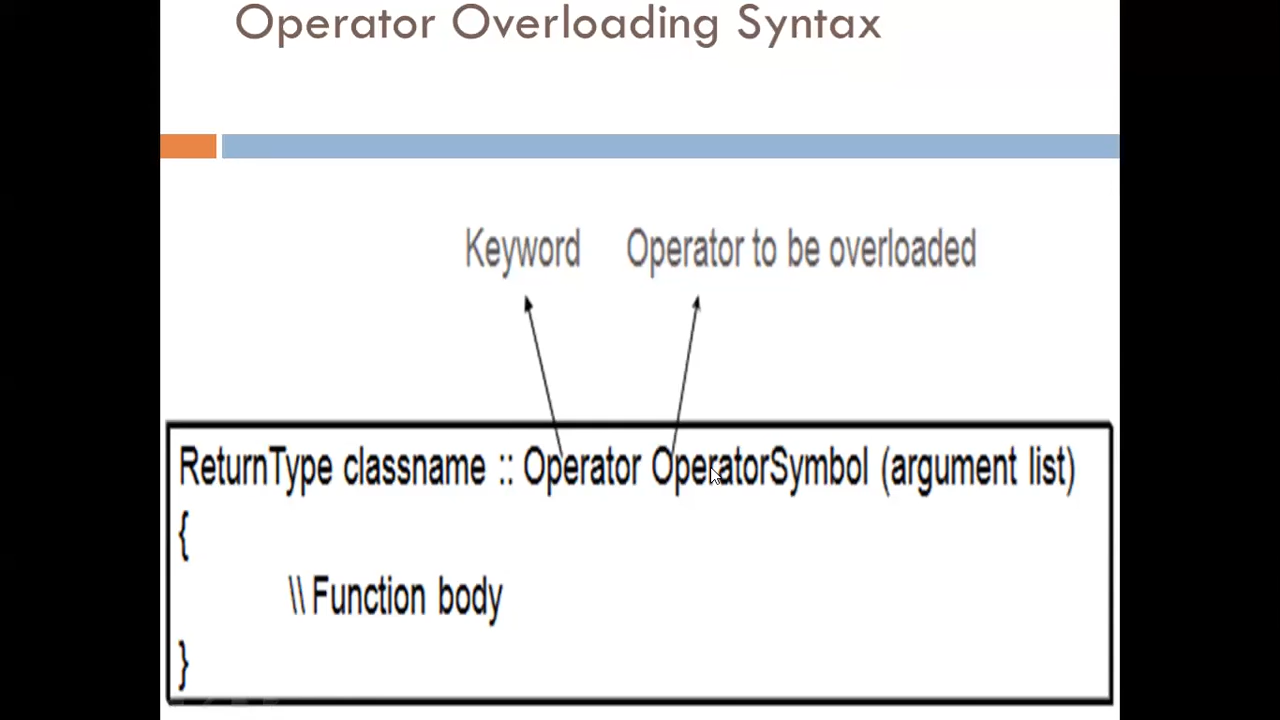 Operator Overloading Syntax
Keyword Operator to be overloaded
ReturnType classname :: Operator OperatorSymbol (argument list)
{
\\ Function body
}